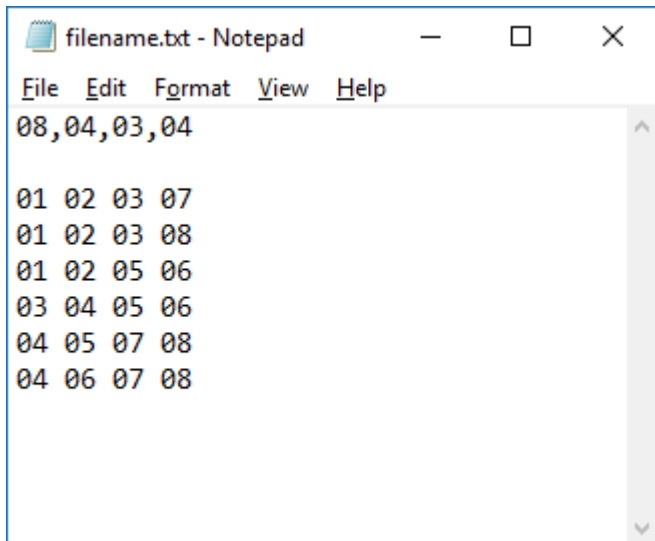 filename.txt - Notepad
File Edit Format View Help
08,04,03,04
01 02 03 07
01 02 03 08
01 02 05 06
03 04 05 06
04 05 07 08
04 06 07 08